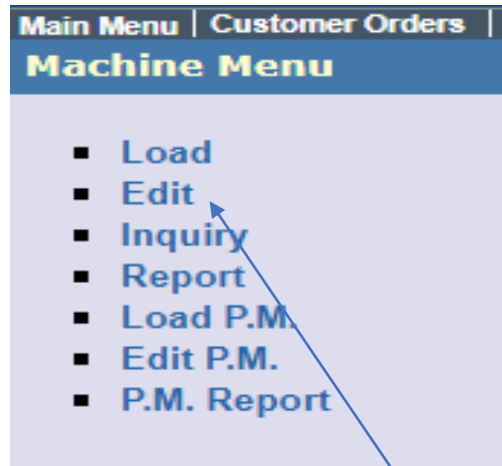 Main Menu | Customer Orders |
Machine Menu
Load
Edit
Inquiry
Report
Load P.M.
Edit P.M.
P.M. Report